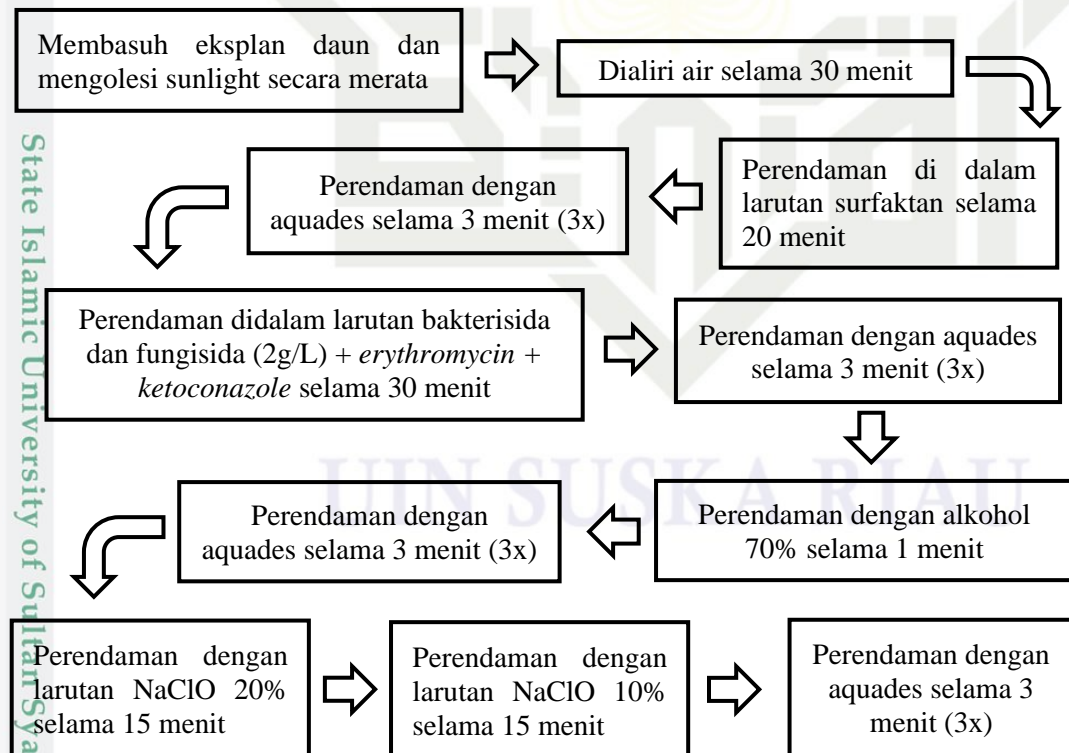 Membasuh eksplan daun dan
mengolesi sunlight secara merata
Dialiri air selama 30 menit
Perendaman di dalam
larutan surfaktan selama
20 menit
Perendaman dengan
aquades selama 3 menit (3x)
Perendaman didalam larutan bakterisida
dan fungisida (2g/L) + erythromycin +
ketoconazole selama 30 menit
Perendaman dengan aquades
selama 3 menit (3x)
Perendaman dengan alkohol
70% selama 1 menit
Perendaman dengan
aquades selama 3 menit (3x)
Perendaman dengan
larutan NaClO 20%
selama 15 menit
Perendaman dengan
larutan NaClO 10%
selama 15 menit
Perendaman dengan
aquades selama 3
menit (3x)
State Islamic University of Sultan Sya
UIN SUSKA RIAU